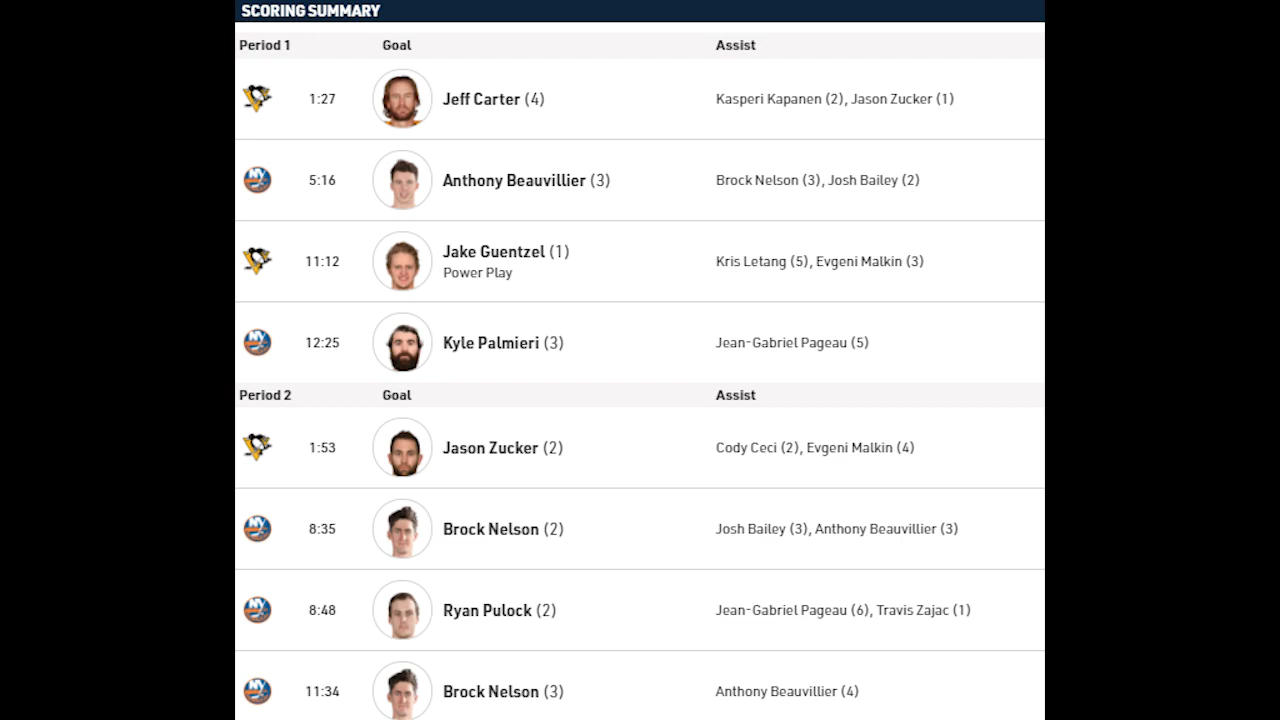 SCORING SUMMARY
Period 1 Goal Assist
1:27 Jeff Carter (4) Kasperi Kapanen (2), Jason Zucker (1)
NY 5:16 Anthony Beauvillier (3) Brock Nelson (3), Josh Bailey (2)
11:12 Jake Guentzel (1) Kris Letang (5), Evgeni Malkin (3)
Power Play
NY 12:25 Kyle Palmieri (3) Jean-Gabriel Pageau (5)
Period 2 Goal Assist
1:53 Jason Zucker (2) Cody Ceci (2), Evgeni Malkin (4)
NY 8:35 Brock Nelson (2) Josh Bailey (3), Anthony Beauvillier (3)
NY 8:48 Ryan Pulock (2) Jean-Gabriel Pageau (6), Travis Zajac (1)
NY 11:34 Brock Nelson (3) Anthony Beauvillier (4)